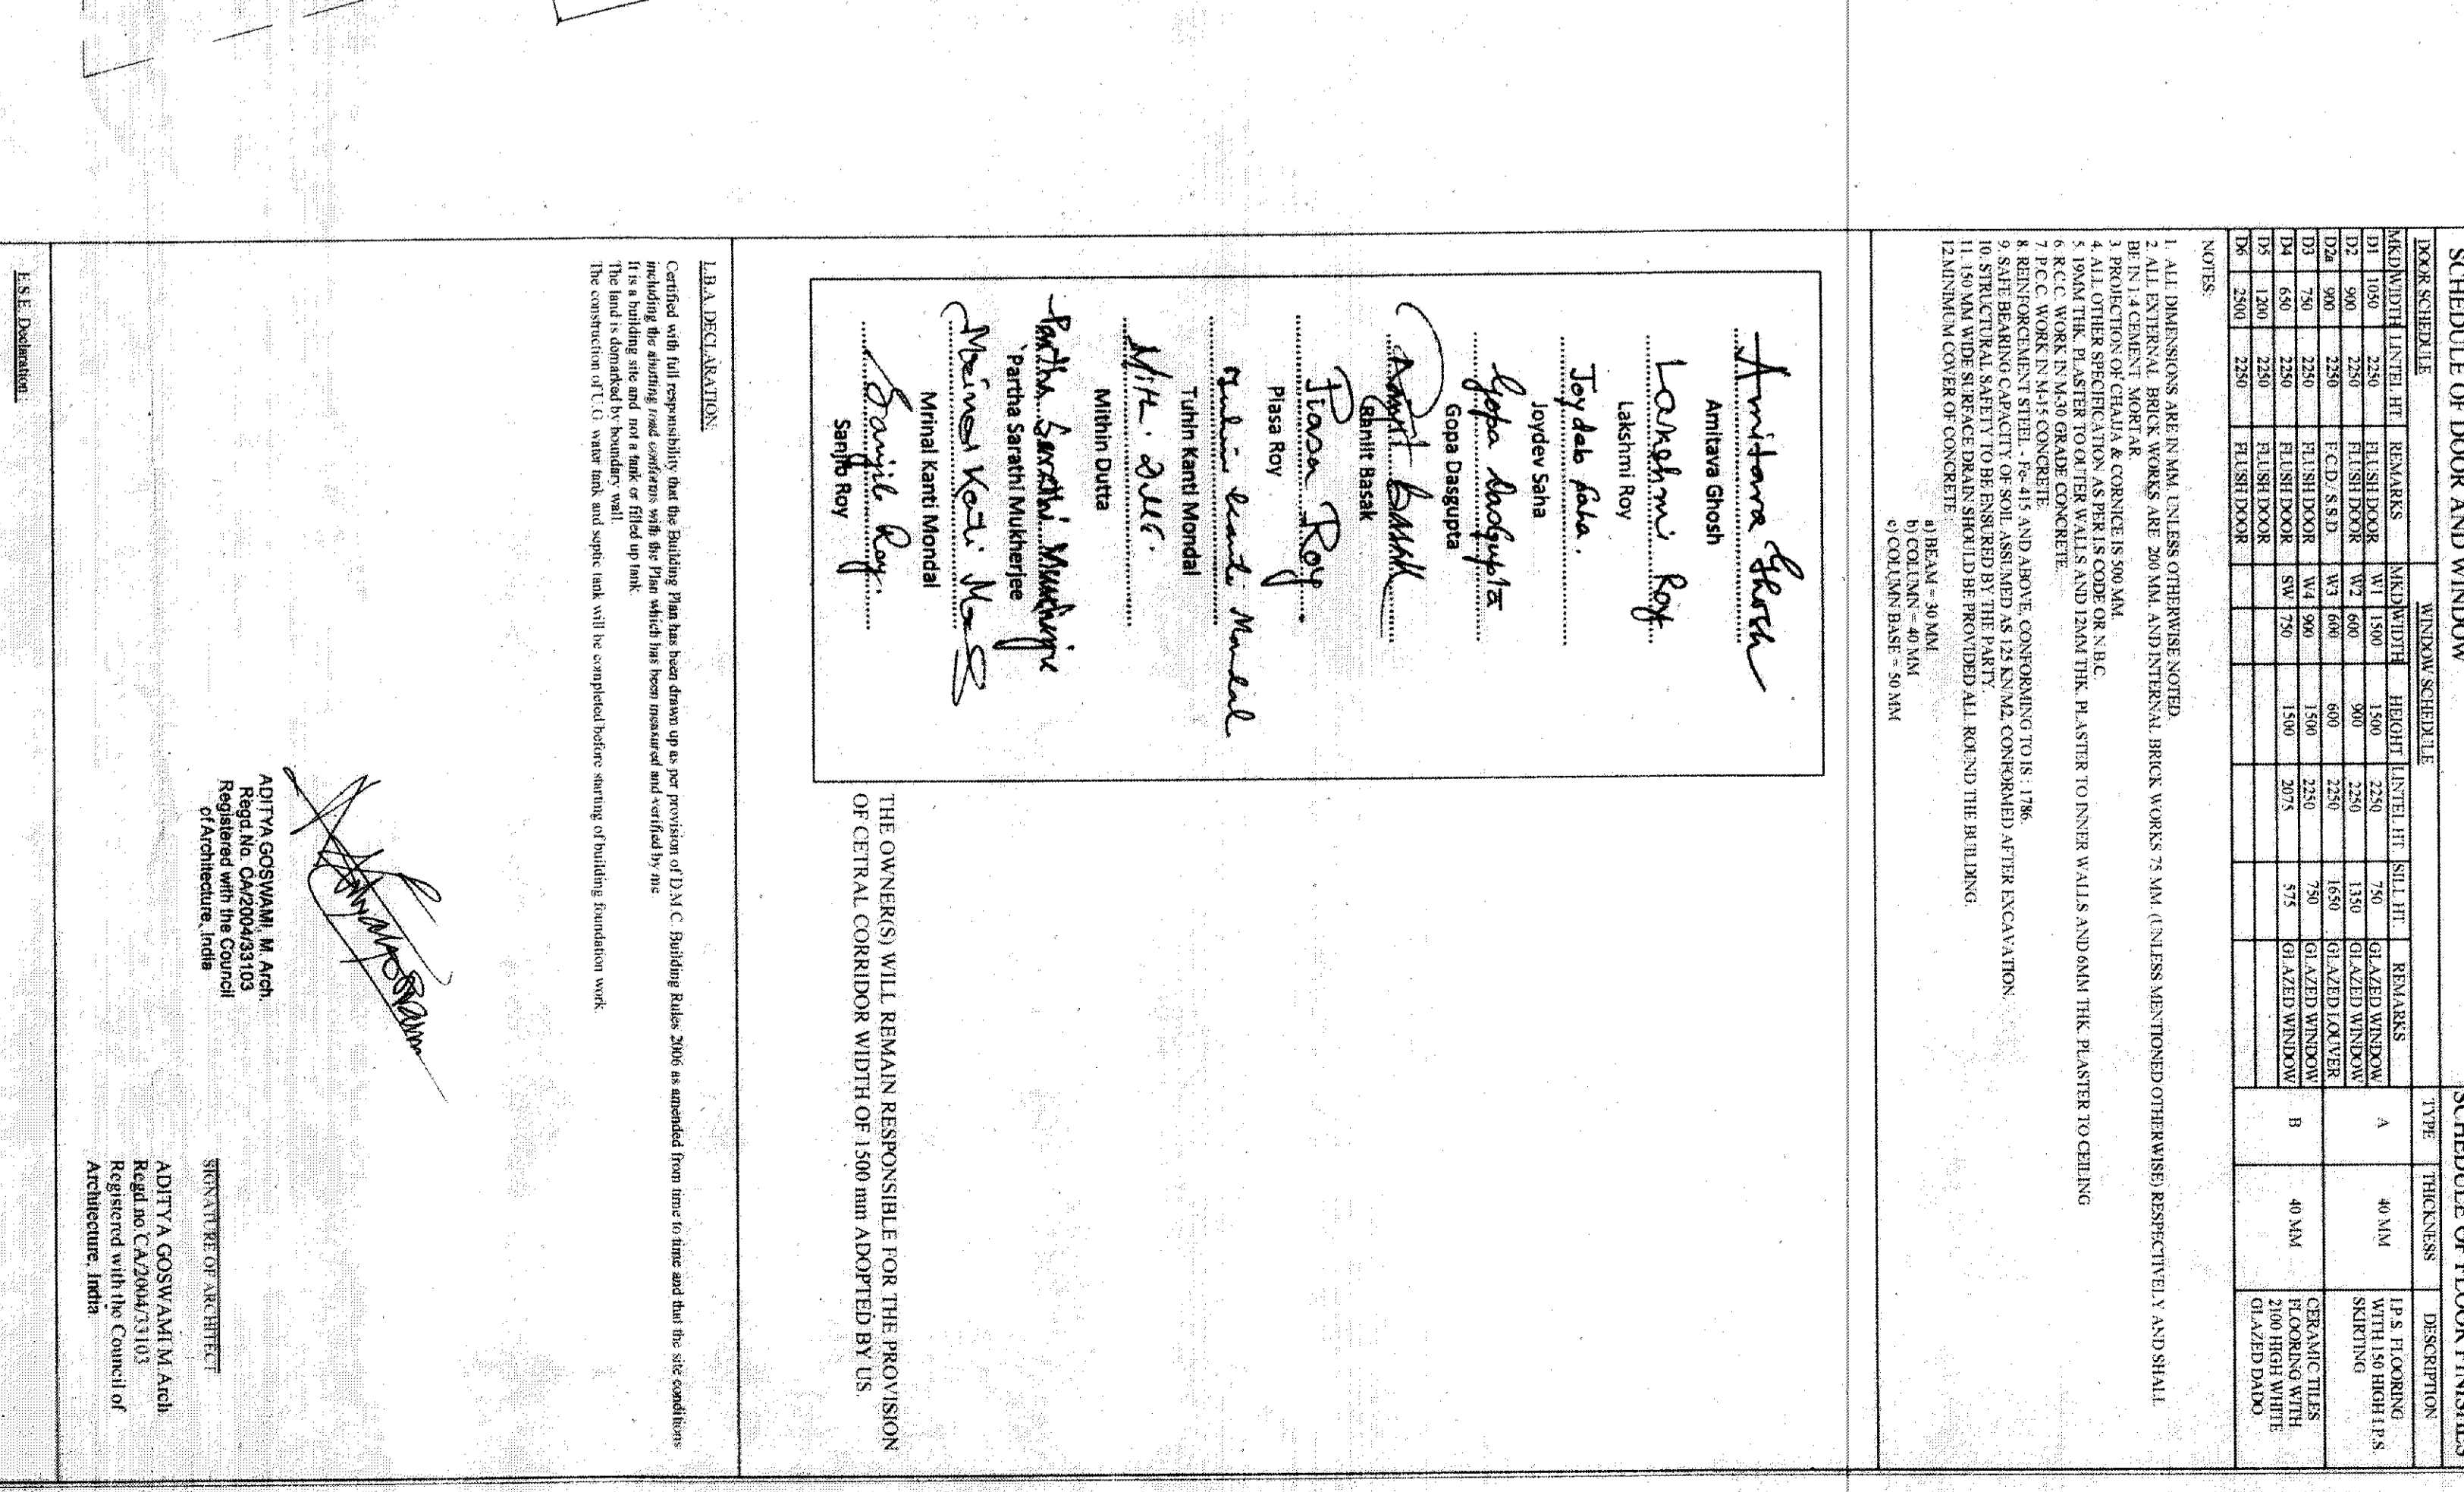 SCHEDULE OF DOOR AND WINDOW
SCHEDULE OF FLOOR FINISHES
DOOR SCHEDULE WINDOW SCHEDULE TYPE THICKNESS DESCRIPTION
MKD WIDTH LINTEL HT REMARKS MKD WIDTH HEIGHT LINTEL HT SILL HT REMARKS
D1 1050 2250 FLUSH DOOR W1 1500 1500 2250 750 GLAZED WINDOW
D2 900 2250 FLUSH DOOR W2 600 900 2250 1350 GLAZED WINDOW
D2a 900 2250 F.C.D / S.S.D. W3 600 600 2250 1650 GLAZED LOUVER
D3 750 2250 FLUSH DOOR W4 900 1500 2250 750 GLAZED WINDOW
D4 650 2250 FLUSH DOOR SW 750 1500 2075 575 GLAZED WINDOW
D5 1200 2250 FLUSH DOOR
D6 2500 2250 FLUSH DOOR
A 40 MM I.P.S. FLOORING
WITH 150 HIGH I.P.S
SKIRTING
B 40 MM CERAMIC TILES
FLOORING WITH
2100 HIGH WHITE
GLAZED DADO
NOTES:
1. ALL DIMENSIONS ARE IN MM. UNLESS OTHERWISE NOTED.
2. ALL EXTERNAL BRICK WORKS ARE 200 MM. AND INTERNAL BRICK WORKS 75 MM. (UNLESS MENTIONED OTHERWISE) RESPECTIVELY AND SHALL
BE IN 1:4 CEMENT MORTAR.
3. PROJECTION OF CHAJJA & CORNICE IS 500 MM.
4. ALL OTHER SPECIFICATION AS PER I.S CODE OR N.B.C.
5. 19MM THK. PLASTER TO OUTER WALLS AND 12MM THK. PLASTER TO INNER WALLS AND 6MM THK. PLASTER TO CEILING
6. R.C.C. WORK IN M-30 GRADE CONCRETE.
7. P.C.C. WORK IN M-15 CONCRETE.
8. REINFORCEMENT STEEL - Fe- 415 AND ABOVE, CONFORMING TO IS : 1786.
9. SAFE BEARING CAPACITY OF SOIL ASSUMED AS 125 KN/M2, CONFORMED AFTER EXCAVATION.
10. STRUCTURAL SAFETY TO BE ENSURED BY THE PARTY.
11. 150 MM WIDE SURFACE DRAIN SHOULD BE PROVIDED ALL ROUND THE BUILDING.
12 MINIMUM COVER OF CONCRETE :
a) BEAM = 30 MM
b) COLUMN = 40 MM
c) COLUMN BASE = 50 MM
Amitava Ghosh
Amitava Ghosh
Lakshmi Roy
Lakshmi Roy
Joydeb Saha.
Joydev Saha
Gopa Dasgupta
Gopa Dasgupta
Ranjit BASAK
Ranjit Basak
Piasa Roy
Piasa Roy
Tuhin Kanti Mondal
Tuhin Kanti Mondal
Mithin Dutta
Partha Sarathi Mukherjee
Partha Sarathi Mukherjee
Mrinal Kanti Mondal
Sanjib Roy.
Sanjib Roy
THE OWNER(S) WILL REMAIN RESPONSIBLE FOR THE PROVISION
OF CETRAL CORRIDOR WIDTH OF 1500 mm ADOPTED BY US.
L.B.A. DECLARATION:
Certified with full responsibility that the Building Plan has been drawn up as per provision of D.M.C. Building Rules 2006 as amended from time to time and that the site conditions
including the abutting road conforms with the Plan which has been measured and verified by me
It is a building site and not a tank or filled up tank
The land is domarked by boundary wall.
The construction of U.G. water tank and septic tank will be completed before starting of building foundation work
ADITYA GOSWAMI, M. Arch.
Regd.No. CA/2004/33103
Registered with the Council
of Architecture, India
SIGNATURE OF ARCHITECT
ADITYA GOSWAMI M.Arch
Regd.no.CA/2004/33103
Registered with the Council of
Architecture, India
E.S.E. Declaration :